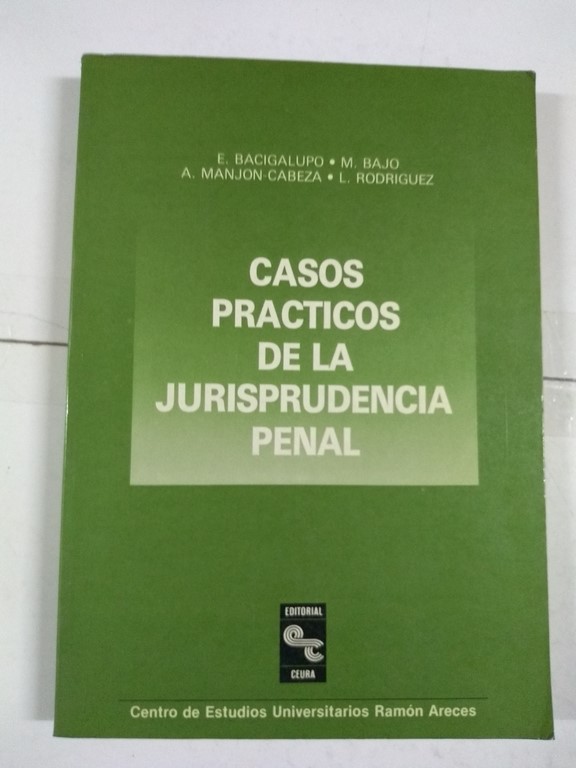 E. BACIGALUPO • M. BAJO
A. MANJON-CABEZA • L. RODRIGUEZ
CASOS
PRACTICOS
DE LA
JURISPRUDENCIA
PENAL
EDITORIAL
CEURA
Centro de Estudios Universitarios Ramón Areces